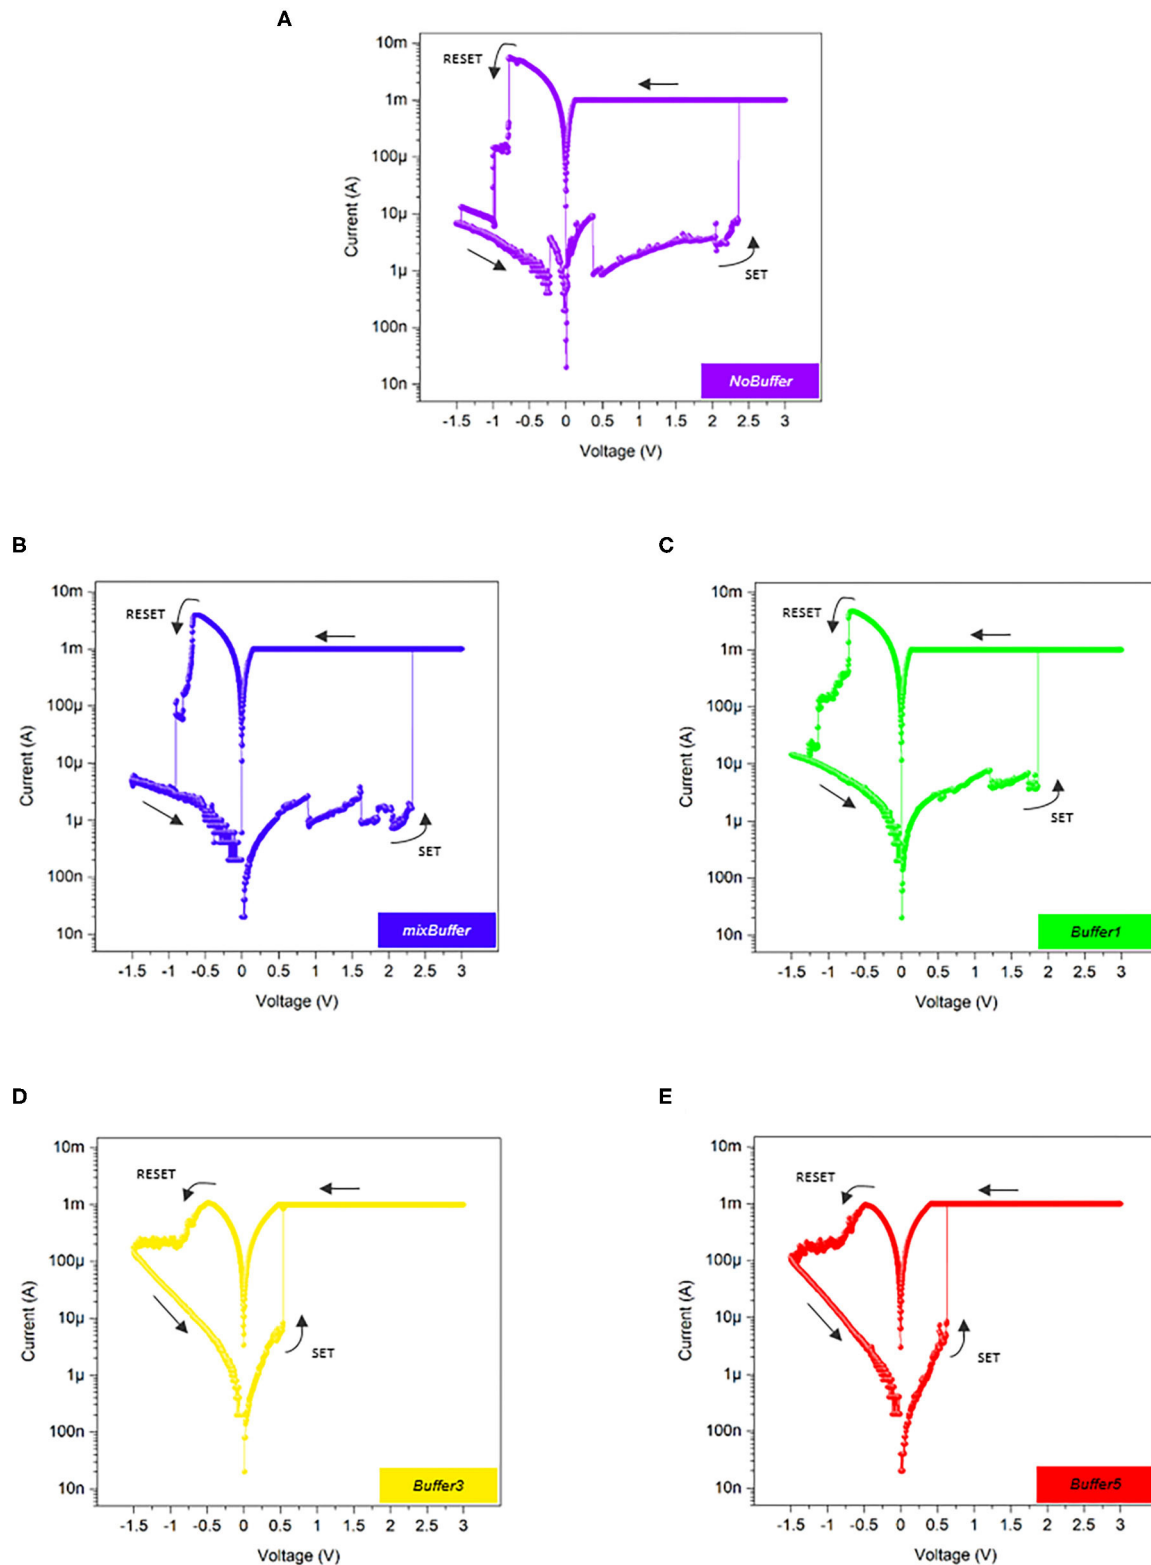 A
10m
1m
100µ
10µ
1µ
100n
10n
Current (A)
RESET
SET
NoBuffer
-1.5 -1 -0.5 0 0.5 1 1.5 2 2.5 3
Voltage (V)
B
10m
1m
100µ
10µ
1µ
100n
10n
Current (A)
RESET
SET
mixBuffer
-1.5 -1 -0.5 0 0.5 1 1.5 2 2.5 3
Voltage (V)
C
10m
1m
100µ
10µ
1µ
100n
10n
Current (A)
RESET
SET
Buffer1
-1.5 -1 -0.5 0 0.5 1 1.5 2 2.5 3
Voltage (V)
D
10m
1m
100µ
10µ
1µ
100n
10n
Current (A)
RESET
SET
Buffer3
-1.5 -1 -0.5 0 0.5 1 1.5 2 2.5 3
Voltage (V)
E
10m
1m
100µ
10µ
1µ
100n
10n
Current (A)
RESET
SET
Buffer5
-1.5 -1 -0.5 0 0.5 1 1.5 2 2.5 3
Voltage (V)